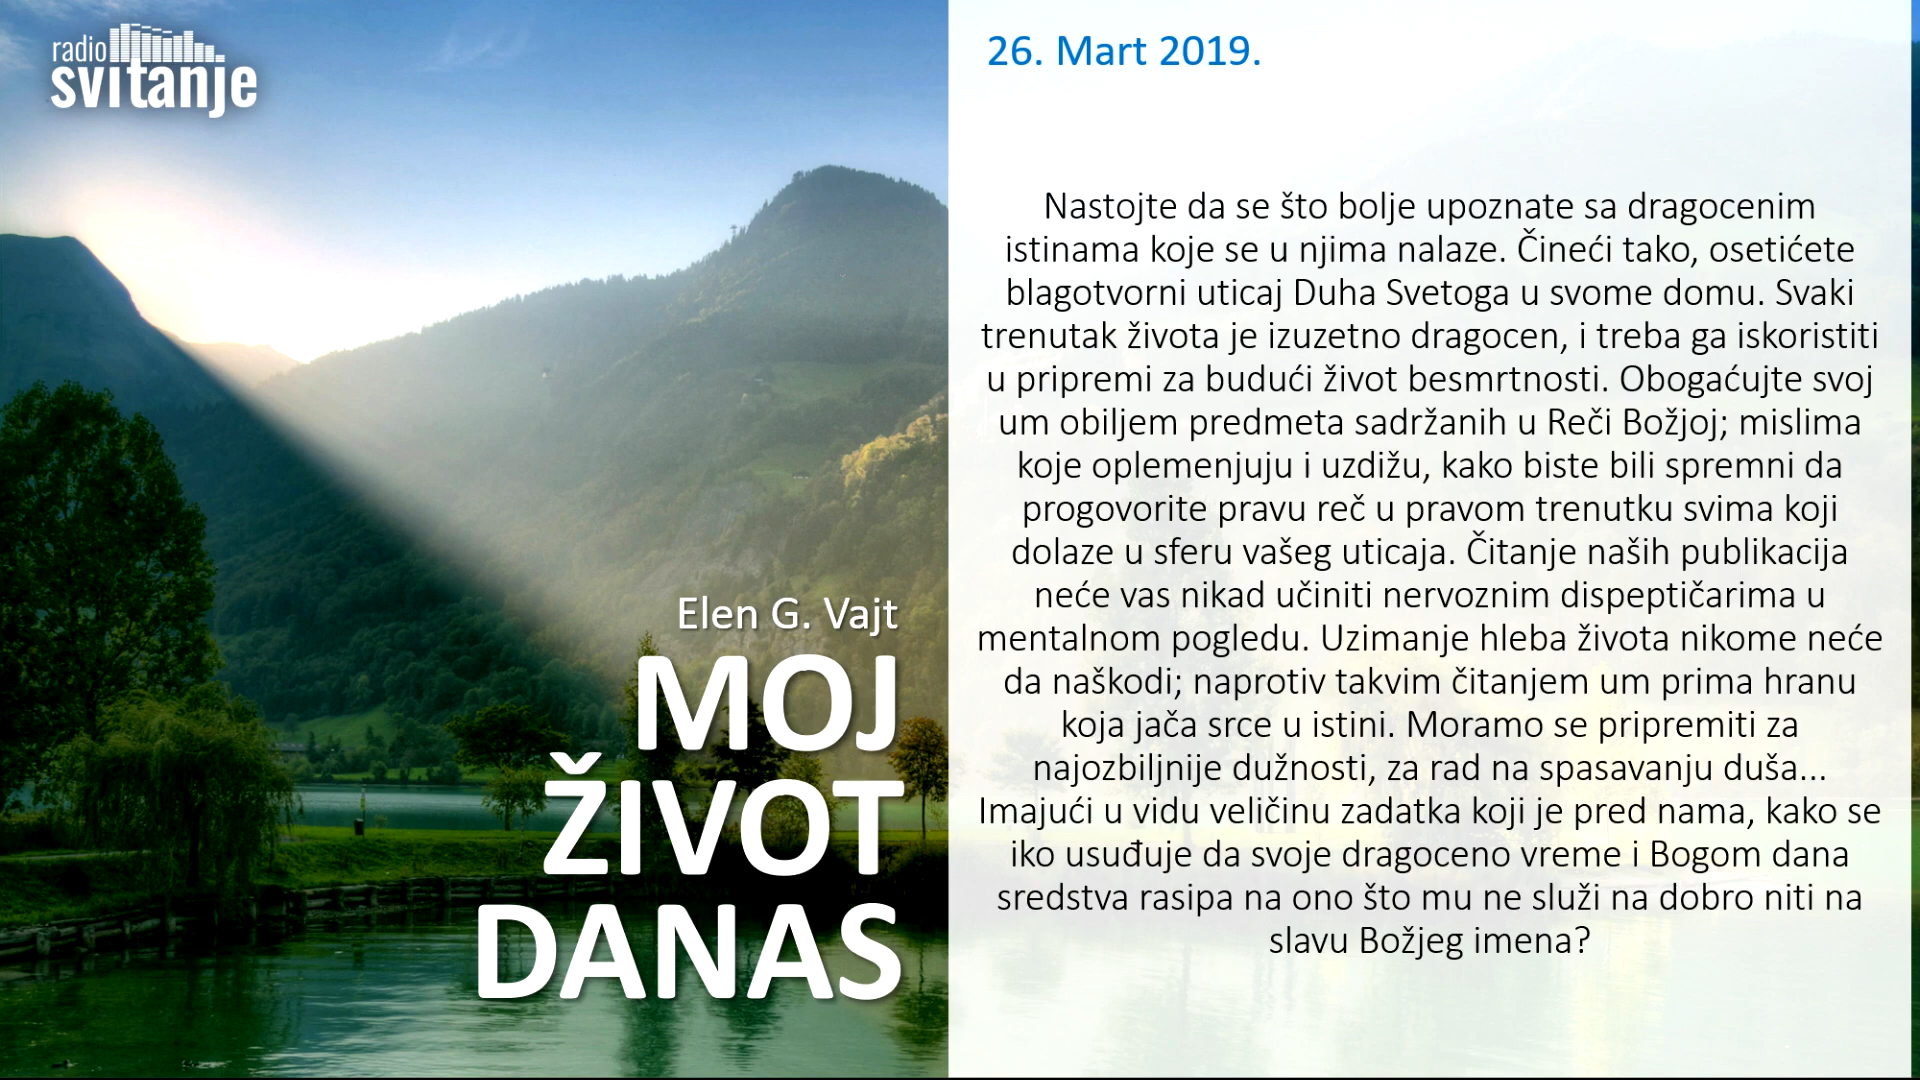 radio
svitanje
Elen G. Vajt
MOJ
ŽIVOT
DANAS
26. Mart 2019.
Nastojte da se što bolje upoznate sa dragocenim
istinama koje se u njima nalaze. Čineći tako, osetićete
blagotvorni uticaj Duha Svetoga u svome domu. Svaki
trenutak života je izuzetno dragocen, i treba ga iskoristiti
u pripremi za budući život besmrtnosti. Obogaćujte svoj
um obiljem predmeta sadržanih u Reči Božjoj; mislima
koje oplemenjuju i uzdižu, kako biste bili spremni da
progovorite pravu reč u pravom trenutku svima koji
dolaze u sferu vašeg uticaja. Čitanje naših publikacija
neće vas nikad učiniti nervoznim dispeptičarima u
mentalnom pogledu. Uzimanje hleba života nikome neće
da naškodi; naprotiv takvim čitanjem um prima hranu
koja jača srce u istini. Moramo se pripremiti za
najozbiljnije dužnosti, za rad na spasavanju duša...
Imajući u vidu veličinu zadatka koji je pred nama, kako se
iko usuđuje da svoje dragoceno vreme i Bogom dana
sredstva rasipa na ono što mu ne služi na dobro niti na
slavu Božjeg imena?